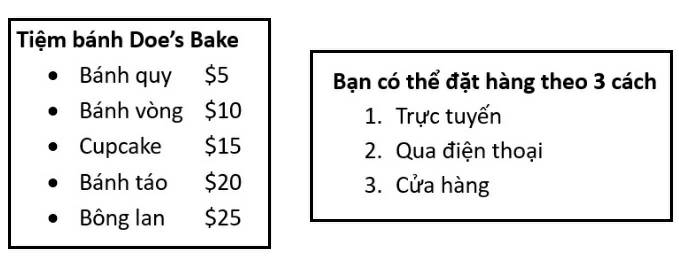 Tiệm bánh Doe's Bake
• Bánh quy $5
• Bánh vòng $10
• Cupcake $15
• Bánh táo $20
• Bông lan $25
Bạn có thể đặt hàng theo 3 cách
1. Trực tuyến
2. Qua điện thoại
3. Cửa hàng